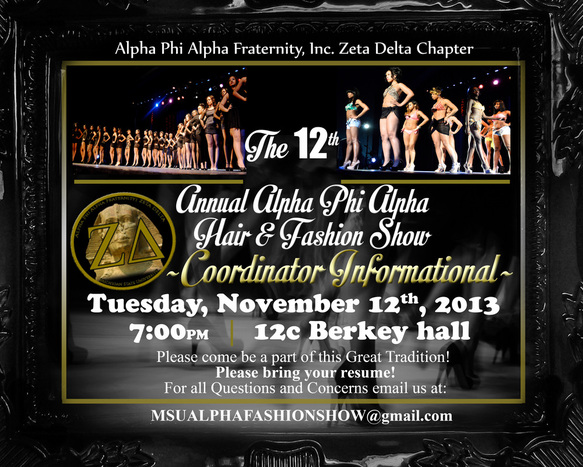 Alpha Phi Alpha Fraternity, Inc. Zeta Delta Chapter
The 12th
Annual Alpha Phi Alpha
Hair & Fashion Show
~Coordinator Informational~
ΖΔ
Tuesday, November 12th, 2013
7:00PM | 12c Berkey hall
Please come be a part of this Great Tradition!
Please bring your resume!
For all Questions and Concerns email us at:
MSUALPHAFASHIONSHOW@gmail.com